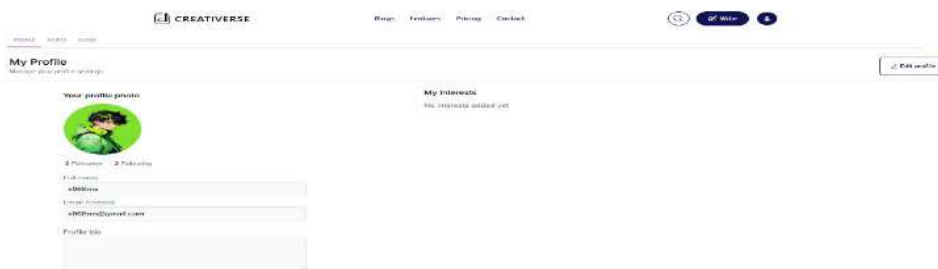 CREATIVERSE
Blogs Features Pricing Contact
Write
PROFILE
My Profile
Manage your profile settings
Edit profile
Your profile photo
My Interests
No interests added yet
2 Followers 2 Following
Full name
Email Address
Profile bio